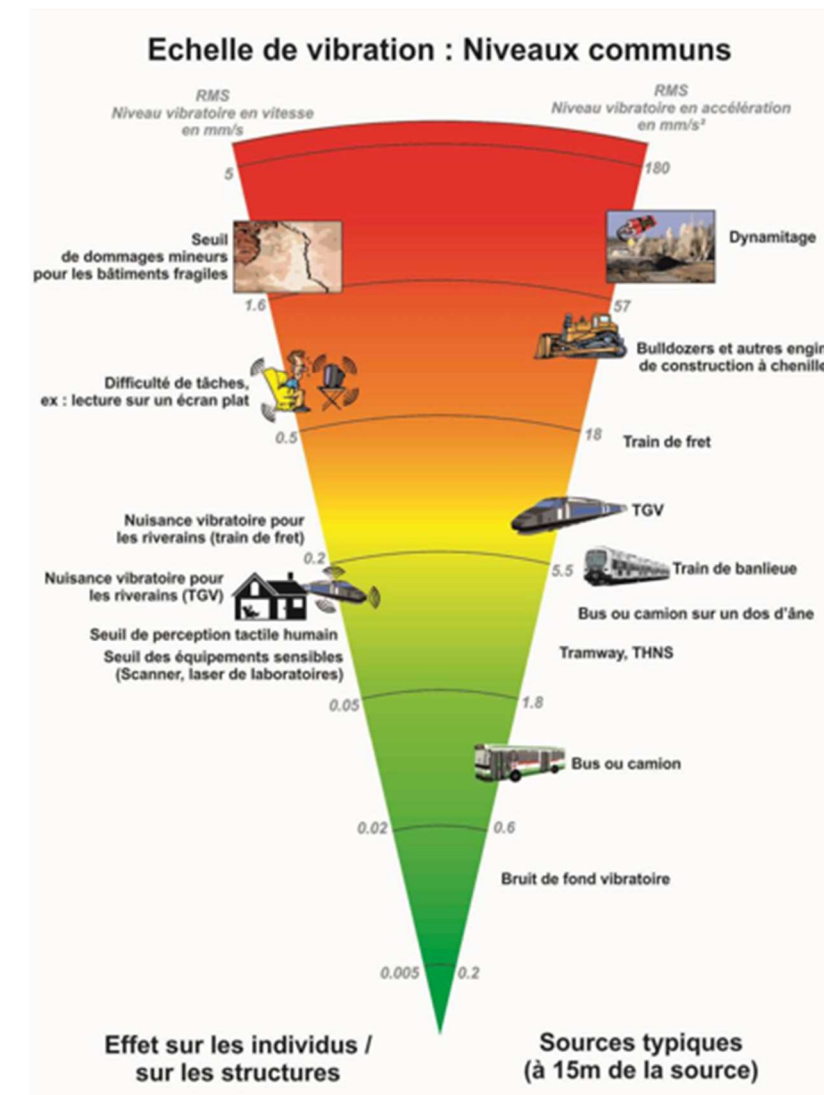 Echelle de vibration : Niveaux communs
RMS
Niveau vibratoire en vitesse
en mm/s
RMS
Niveau vibratoire en accélération
en mm/s²
5
180
Seuil
de dommages mineurs
pour les bâtiments fragiles
Dynamitage
1.6
57
Bulldozers et autres engin
de construction à chenille
Difficulté de tâches,
ex : lecture sur un écran plat
0.5
18
Train de fret
TGV
Nuisance vibratoire pour
les riverains (train de fret)
0.2
5.5
Train de banlieue
Nuisance vibratoire pour
les riverains (TGV)
Bus ou camion sur un dos d'âne
Seuil de perception tactile humain
Tramway, THNS
Seuil des équipements sensibles
(Scanner, laser de laboratoires)
0.05
1.8
Bus ou camion
0.02
0.6
Bruit de fond vibratoire
0.005
0.2
Effet sur les individus /
sur les structures
Sources typiques
(à 15m de la source)